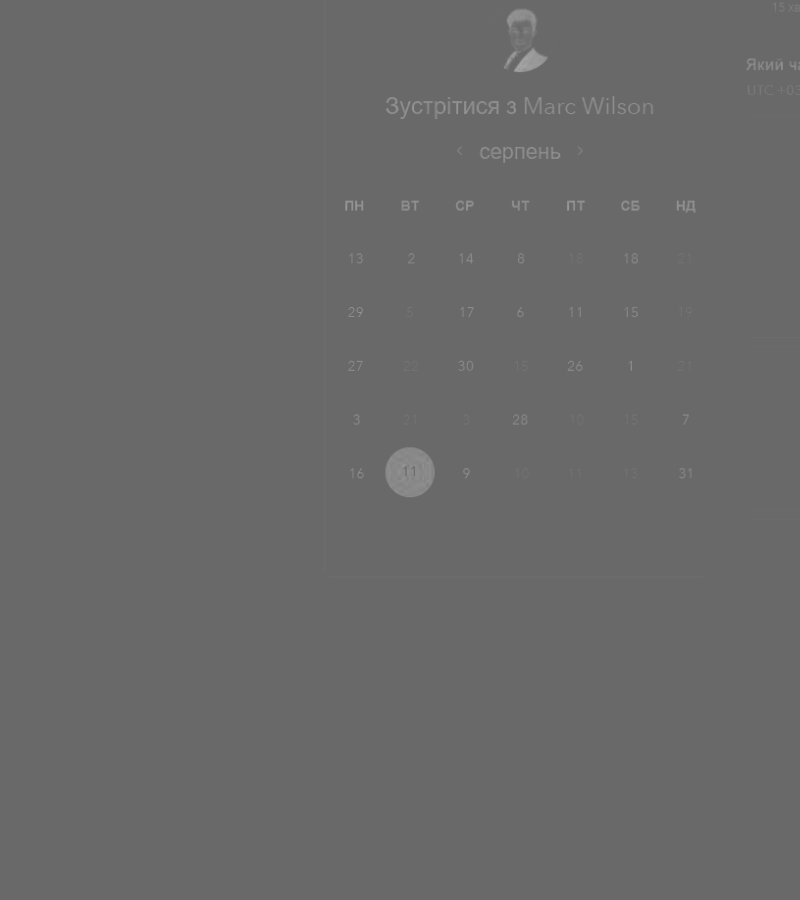 15 хв
Який ча
UTC +03
Зустрітися з Marc Wilson
‹ серпень ›
ПН ВТ СР ЧТ ПТ СБ НД
13 2 14 8 16 18 21
29 5 17 6 11 15 19
27 22 30 15 26 1 21
3 21 3 28 10 15 7
16 11 9 10 11 13 31